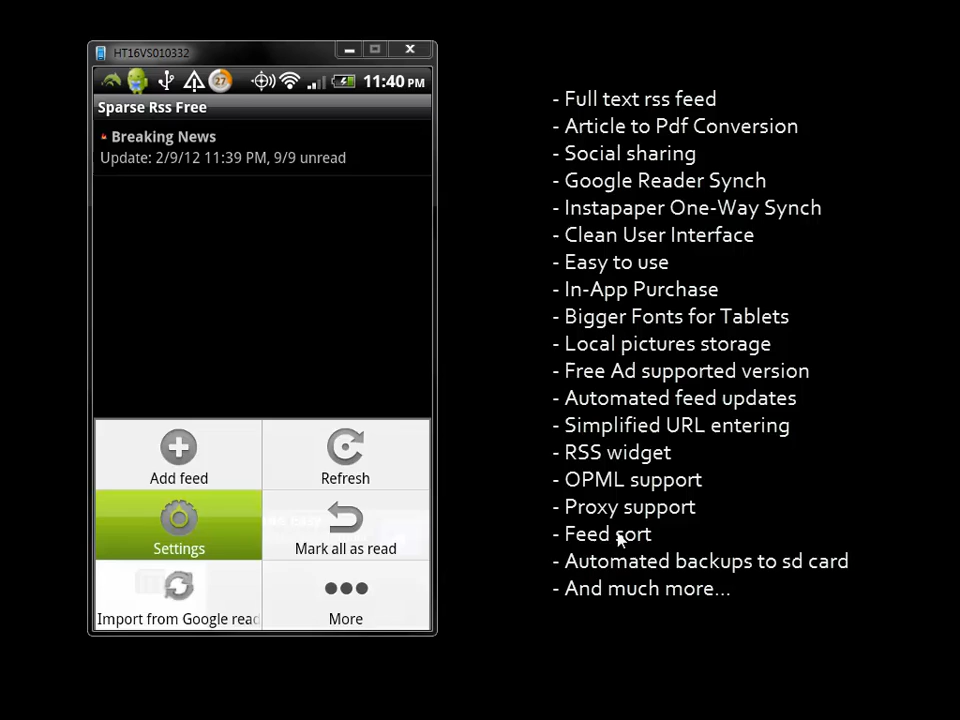 HT16VS010332
27
11:40 PM
Sparse Rss Free
Breaking News
Update: 2/9/12 11:39 PM, 9/9 unread
Add feed
Refresh
Settings
Mark all as read
Import from Google read
More
- Full text rss feed
- Article to Pdf Conversion
- Social sharing
- Google Reader Synch
- Instapaper One-Way Synch
- Clean User Interface
- Easy to use
- In-App Purchase
- Bigger Fonts for Tablets
- Local pictures storage
- Free Ad supported version
- Automated feed updates
- Simplified URL entering
- RSS widget
- OPML support
- Proxy support
- Feed sort
- Automated backups to sd card
- And much more...